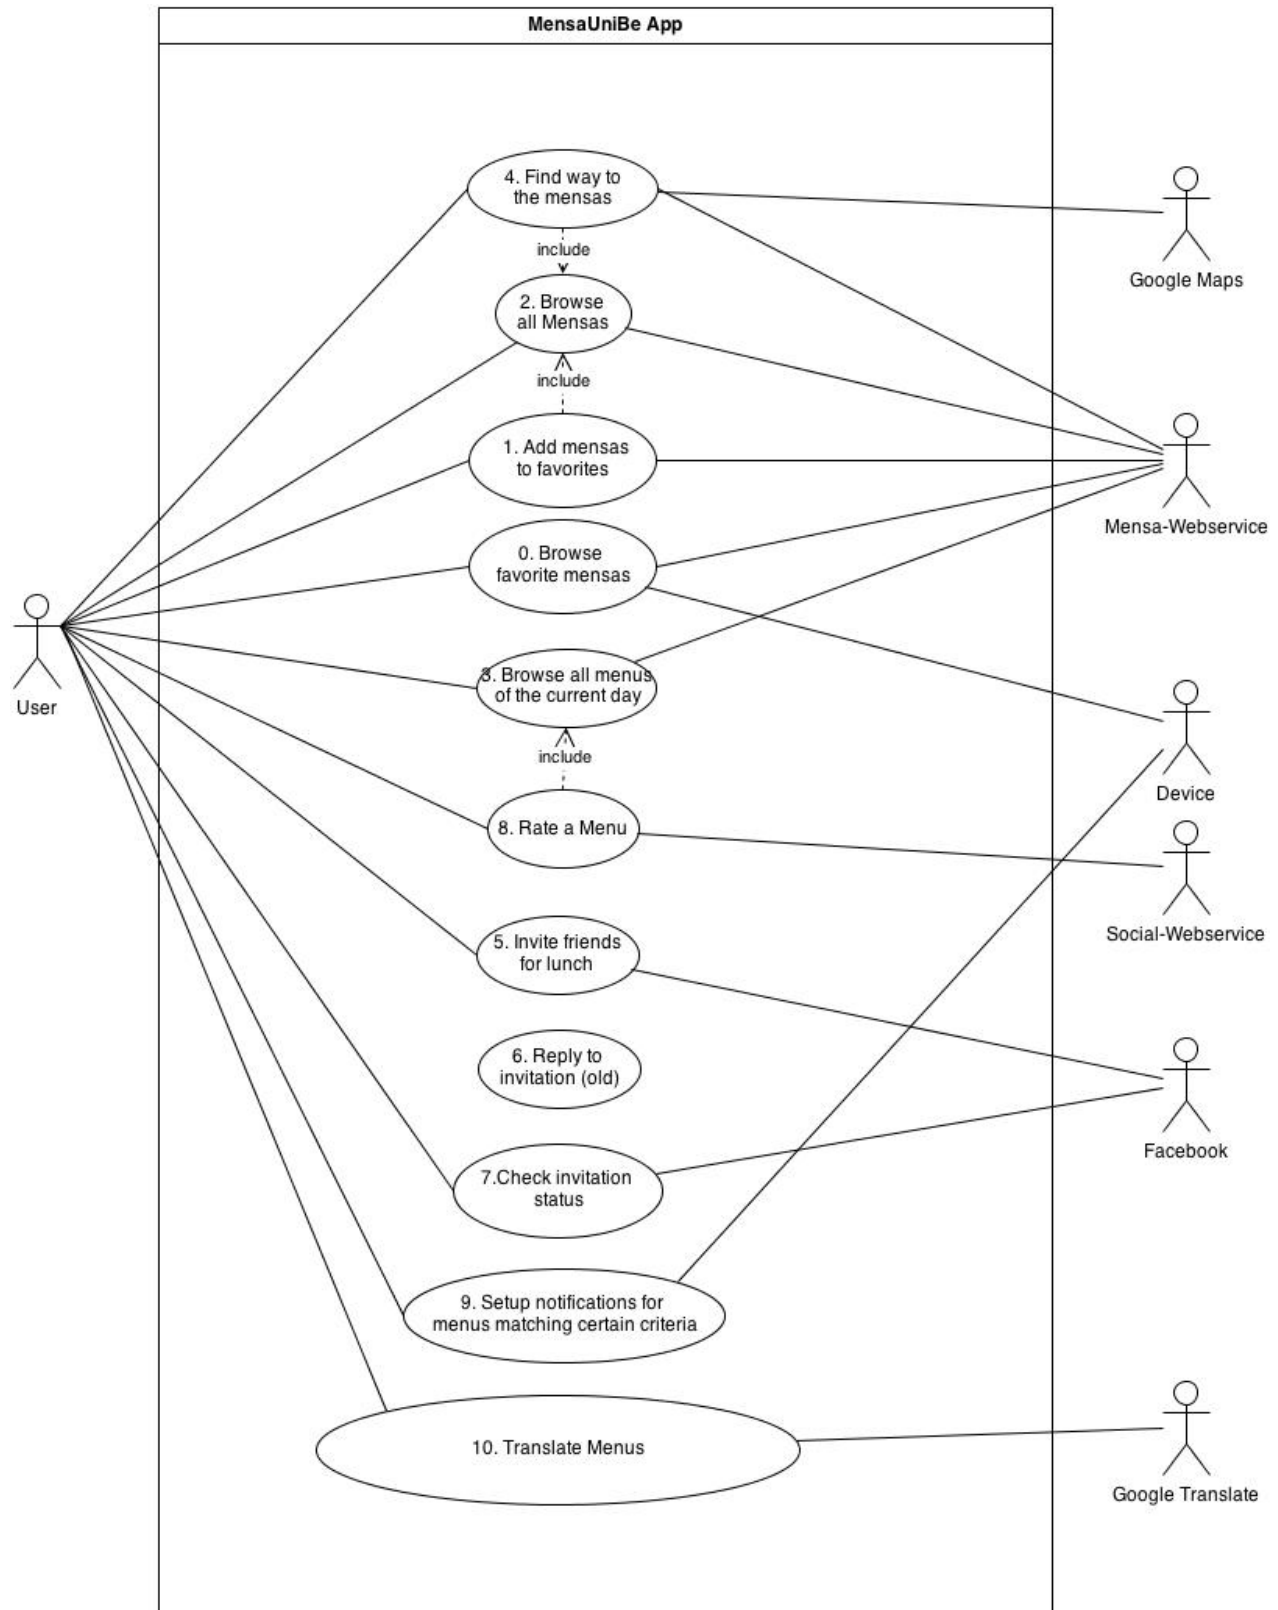 MensaUniBe App
4. Find way to
the mensas
include
2. Browse
all Mensas
include
1. Add mensas
to favorites
0. Browse
favorite mensas
3. Browse all menus
of the current day
include
8. Rate a Menu
5. Invite friends
for lunch
6. Reply to
invitation (old)
7.Check invitation
status
9. Setup notifications for
menus matching certain criteria
10. Translate Menus
User
Google Maps
Mensa-Webservice
Device
Social-Webservice
Facebook
Google Translate